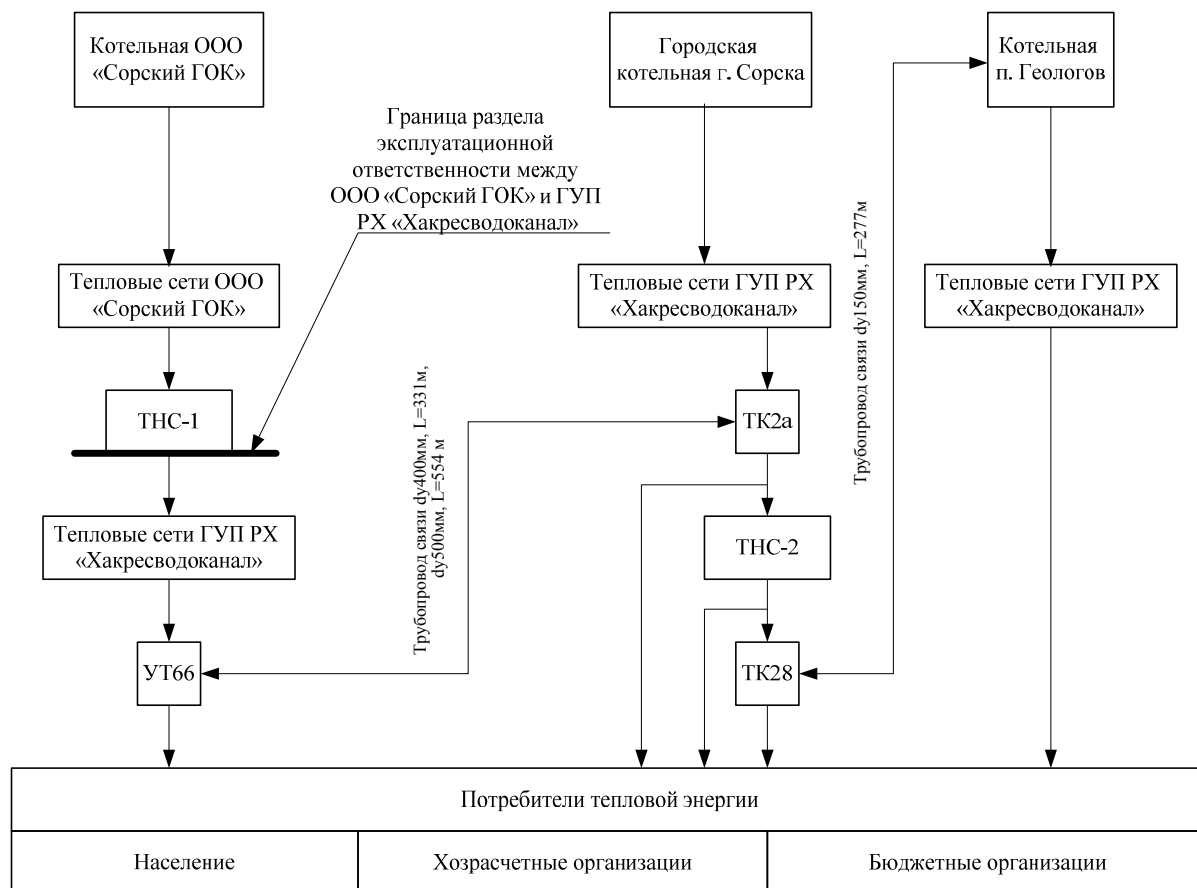 Котельная ООО
«Сорский ГОК»
Городская
котельная г. Сорска
Котельная
п. Геологов
Граница раздела
эксплуатационной
ответственности между
ООО «Сорский ГОК» и ГУП
РХ «Хакресводоканал»
Тепловые сети ООО
«Сорский ГОК»
Тепловые сети ГУП РХ
«Хакресводоканал»
Трубопровод связи dу150мм, L=277м
Тепловые сети ГУП РХ
«Хакресводоканал»
ТНС-1
Трубопровод связи dу400мм, L=331м,
dу500мм, L=554 м
ТК2а
Тепловые сети ГУП РХ
«Хакресводоканал»
ТНС-2
УТ66
ТК28
Потребители тепловой энергии
Население
Хозрасчетные организации
Бюджетные организации